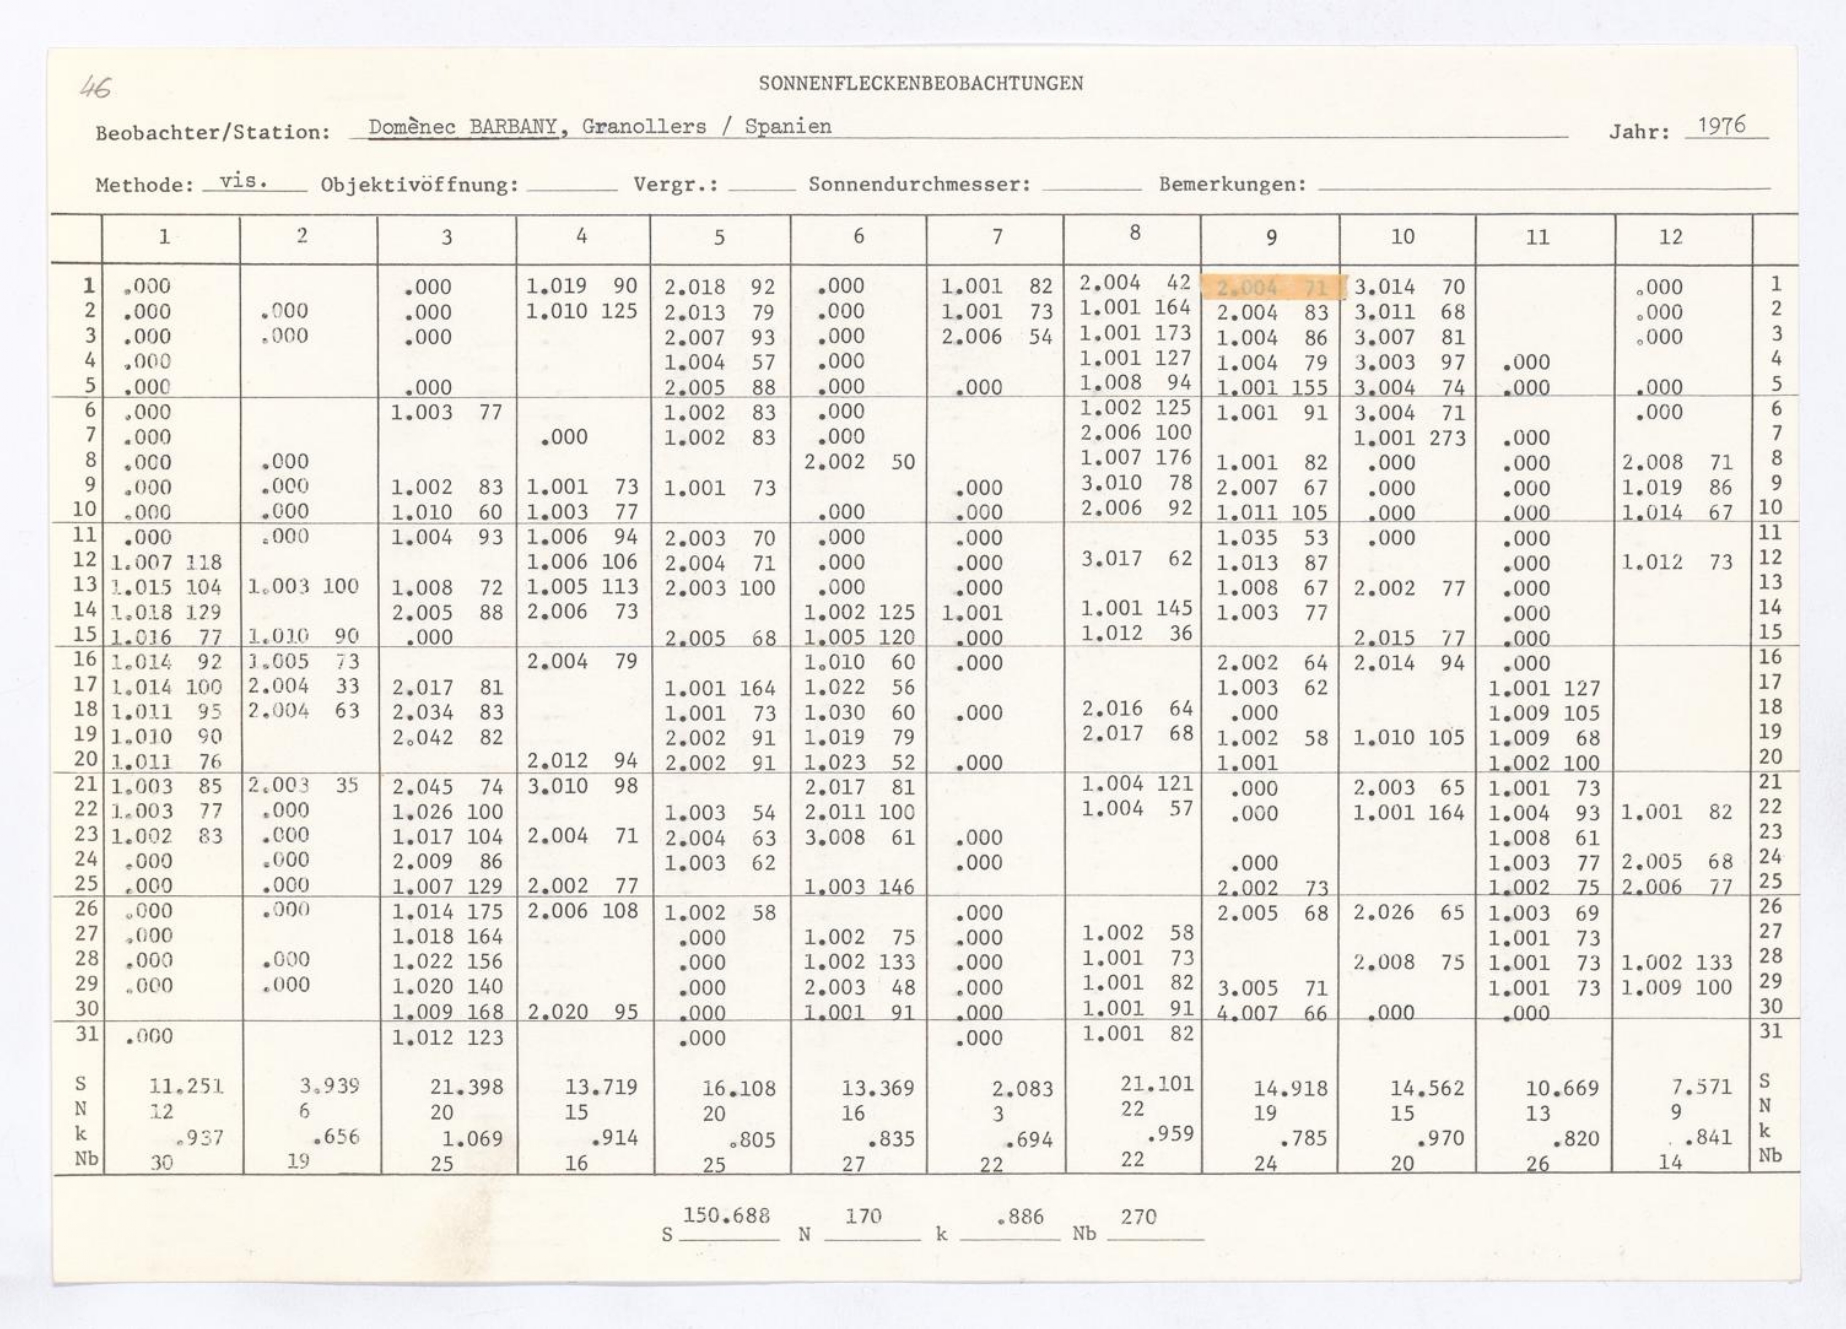 46
SONNENFLECKENBEOBACHTUNGEN
Beobachter/Station: Domènec BARBANY, Granollers / Spanien Jahr: 1976
Methode: vis. Objektivöffnung: Vergr.: Sonnendurchmesser: Bemerkungen:
1 2 3 4 5 6 7 8 9 10 11 12
1 .000 .000 1.019 90 2.018 92 .000 1.001 82 2.004 42 2.004 71 3.014 70 .000 1
2 .000 .000 .000 1.010 125 2.013 79 .000 1.001 73 1.001 164 2.004 83 3.011 68 .000 2
3 .000 .000 .000 2.007 93 .000 2.006 54 1.001 173 1.004 86 3.007 81 .000 3
4 .000 1.004 57 .000 1.001 127 1.004 79 3.003 97 .000 4
5 .000 .000 2.005 88 .000 .000 1.008 94 1.001 155 3.004 74 .000 .000 5
6 .000 1.003 77 1.002 83 .000 1.002 125 1.001 91 3.004 71 .000 6
7 .000 .000 1.002 83 .000 2.006 100 1.001 273 .000 7
8 .000 .000 2.002 50 1.007 176 1.001 82 .000 .000 2.008 71 8
9 .000 .000 1.002 83 1.001 73 1.001 73 .000 3.010 78 2.007 67 .000 .000 1.019 86 9
10 .000 .000 1.010 60 1.003 77 .000 .000 2.006 92 1.011 105 .000 .000 1.014 67 10
11 .000 .000 1.004 93 1.006 94 2.003 70 .000 .000 1.035 53 .000 .000 11
12 1.007 118 1.006 106 2.004 71 .000 .000 3.017 62 1.013 87 .000 1.012 73 12
13 1.015 104 1.003 100 1.008 72 1.005 113 2.003 100 .000 .000 1.008 67 2.002 77 .000 13
14 1.018 129 2.005 88 2.006 73 1.002 125 1.001 1.001 145 1.003 77 .000 14
15 1.016 77 1.010 90 .000 2.005 68 1.005 120 .000 1.012 36 2.015 77 .000 15
16 1.014 92 1.005 73 2.004 79 1.010 60 .000 2.002 64 2.014 94 .000 16
17 1.014 100 2.004 33 2.017 81 1.001 164 1.022 56 1.003 62 1.001 127 17
18 1.011 95 2.004 63 2.034 83 1.001 73 1.030 60 .000 2.016 64 .000 1.009 105 18
19 1.010 90 2.042 82 2.002 91 1.019 79 2.017 68 1.002 58 1.010 105 1.009 68 19
20 1.011 76 2.012 94 2.002 91 1.023 52 .000 1.001 1.002 100 20
21 1.003 85 2.003 35 2.045 74 3.010 98 2.017 81 1.004 121 .000 2.003 65 1.001 73 21
22 1.003 77 .000 1.026 100 1.003 54 2.011 100 1.004 57 .000 1.001 164 1.004 93 1.001 82 22
23 1.002 83 .000 1.017 104 2.004 71 2.004 63 3.008 61 .000 1.008 61 23
24 .000 .000 2.009 86 1.003 62 .000 .000 1.003 77 2.005 68 24
25 .000 .000 1.007 129 2.002 77 1.003 146 2.002 73 1.002 75 2.006 77 25
26 .000 .000 1.014 175 2.006 108 1.002 58 .000 2.005 68 2.026 65 1.003 69 26
27 .000 1.018 164 .000 1.002 75 .000 1.002 58 1.001 73 27
28 .000 .000 1.022 156 .000 1.002 133 .000 1.001 73 2.008 75 1.001 73 1.002 133 28
29 .000 .000 1.020 140 .000 2.003 48 .000 1.001 82 3.005 71 1.001 73 1.009 100 29
30 1.009 168 2.020 95 .000 1.001 91 .000 1.001 91 4.007 66 .000 .000 30
31 .000 1.012 123 .000 .000 1.001 82 31
S 11.251 3.939 21.398 13.719 16.108 13.369 2.083 21.101 14.918 14.562 10.669 7.571 S
N 12 6 20 15 20 16 3 22 19 15 13 9 N
k .937 .656 1.069 .914 .805 .835 .694 .959 .785 .970 .820 .841 k
Nb 30 19 25 16 25 27 22 22 24 20 26 14 Nb
S 150.688 N 170 k .886 Nb 270